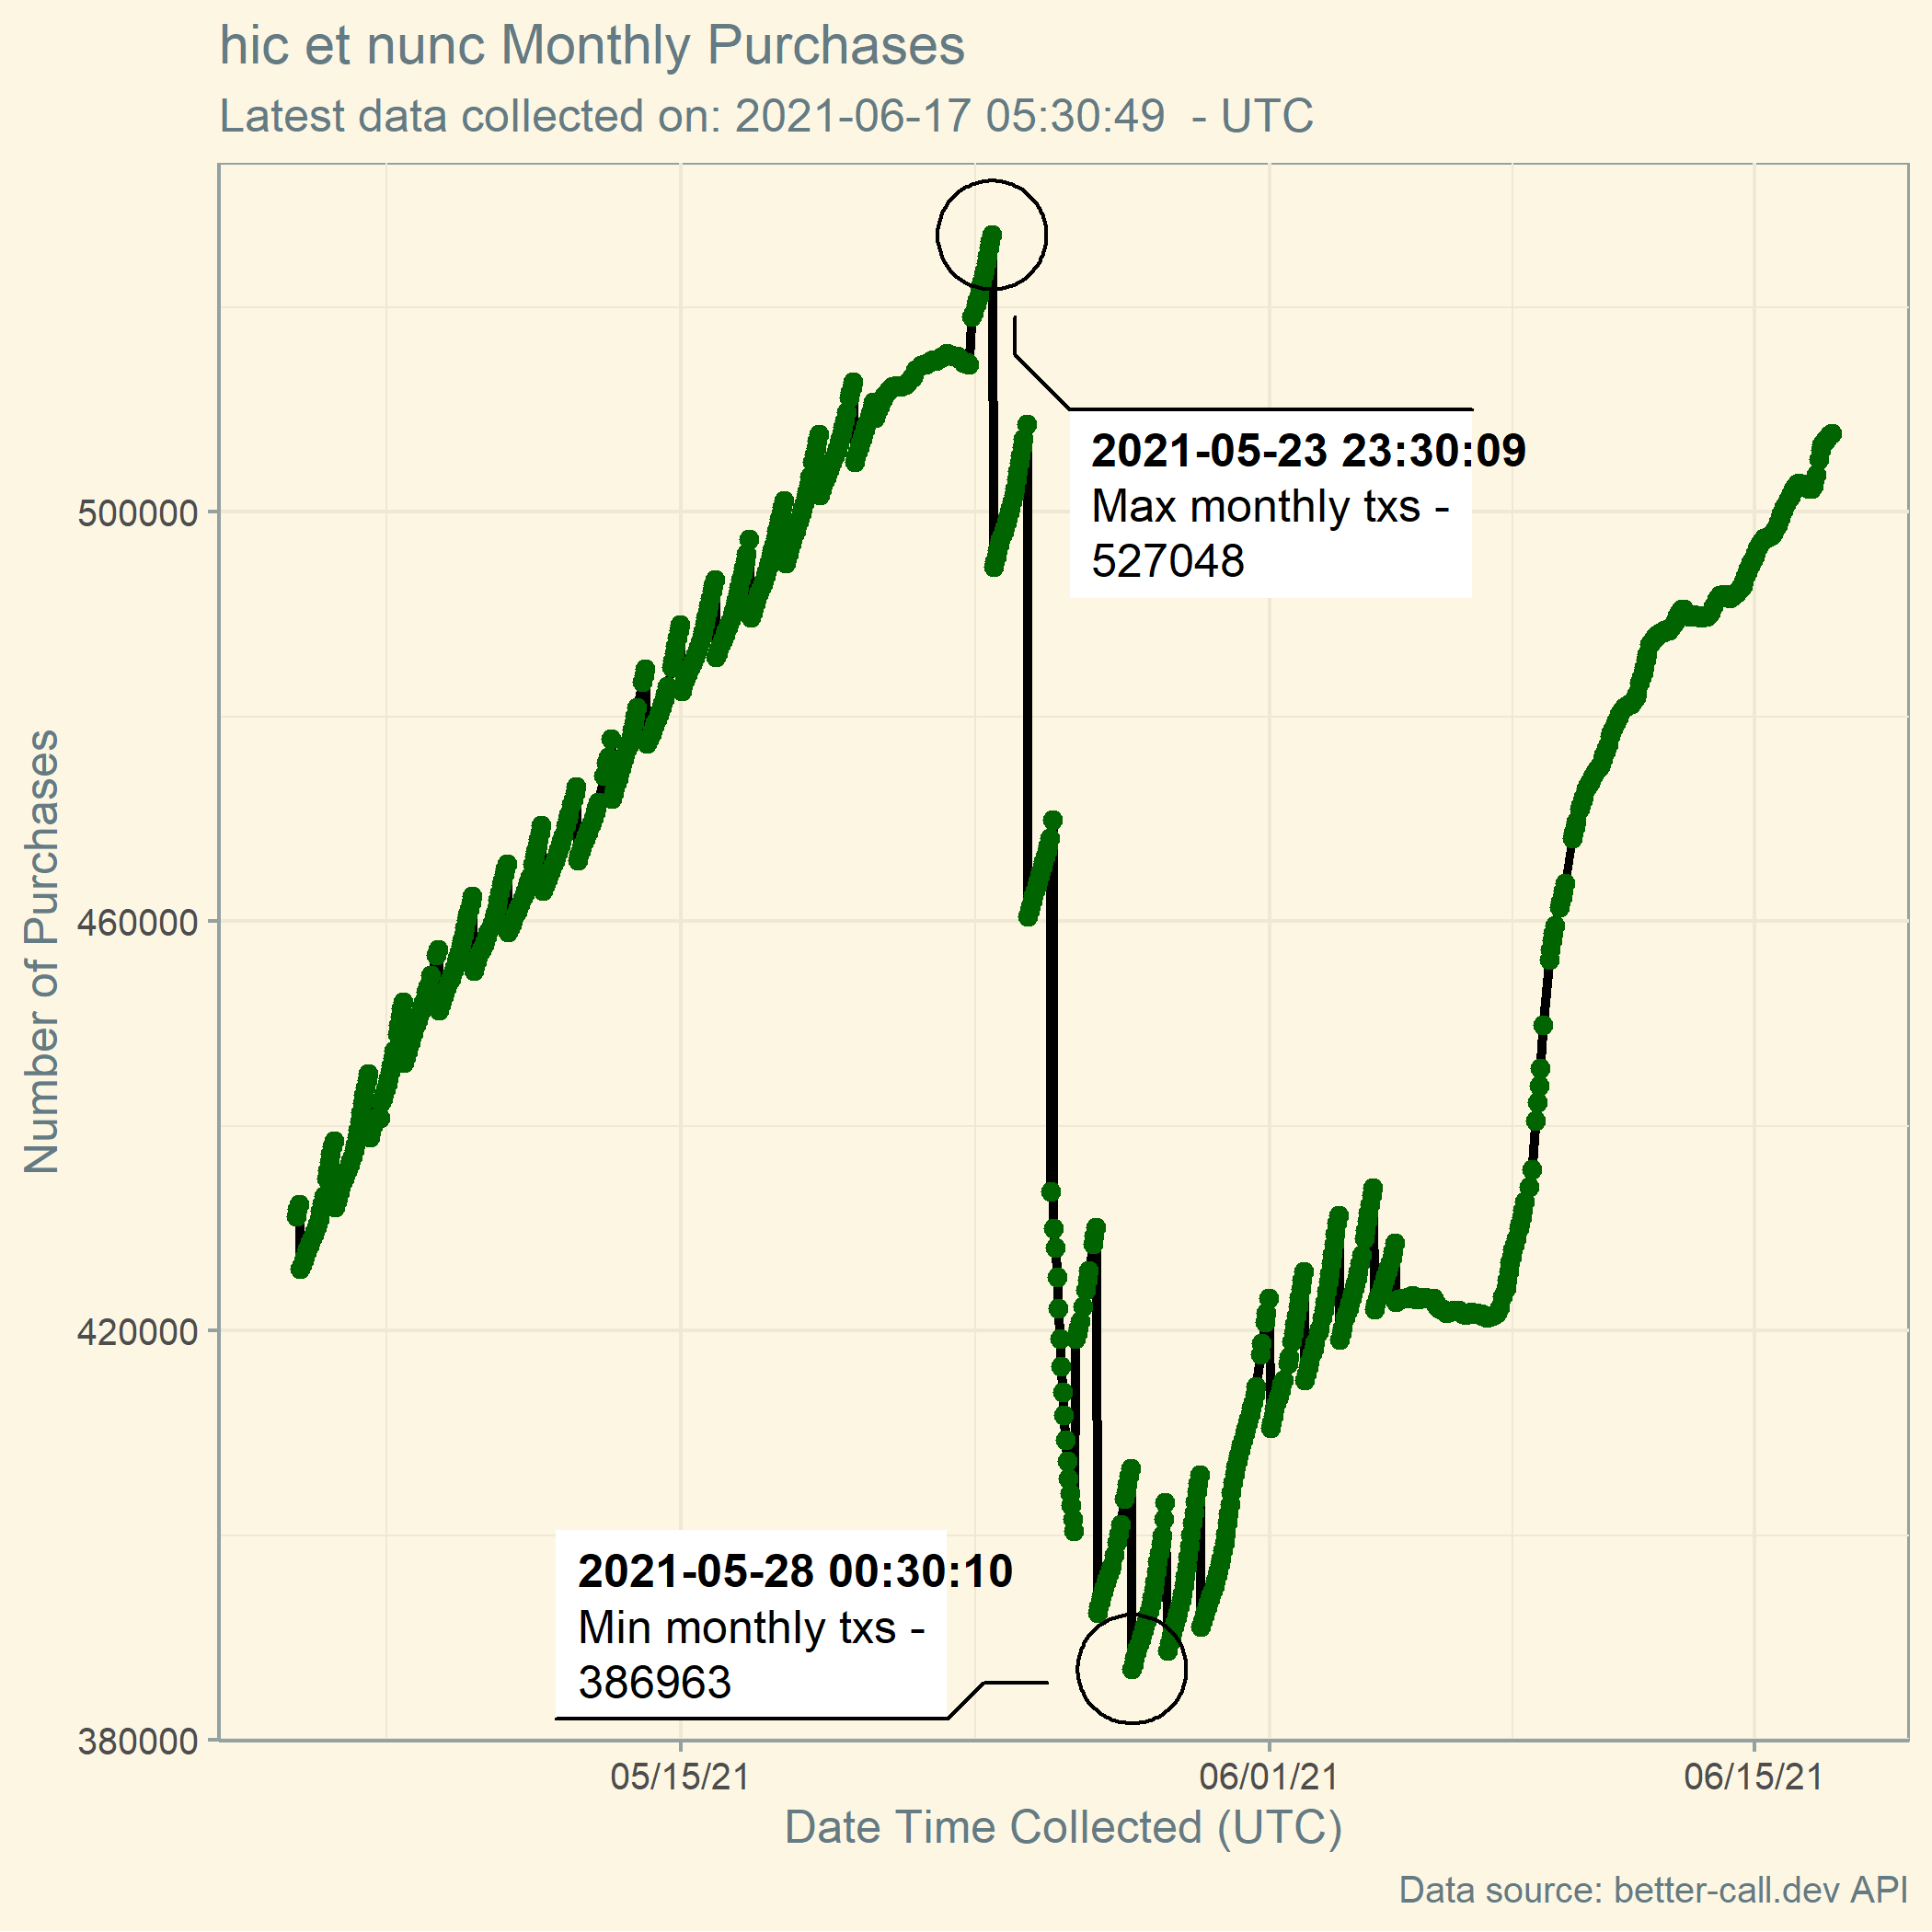 hic et nunc Monthly Purchases
Latest data collected on: 2021-06-17 05:30:49  - UTC
Number of Purchases
500000
460000
420000
380000
2021-05-23 23:30:09
Max monthly txs -
527048
2021-05-28 00:30:10
Min monthly txs -
386963
05/15/21
06/01/21
06/15/21
Date Time Collected (UTC)
Data source: better-call.dev API